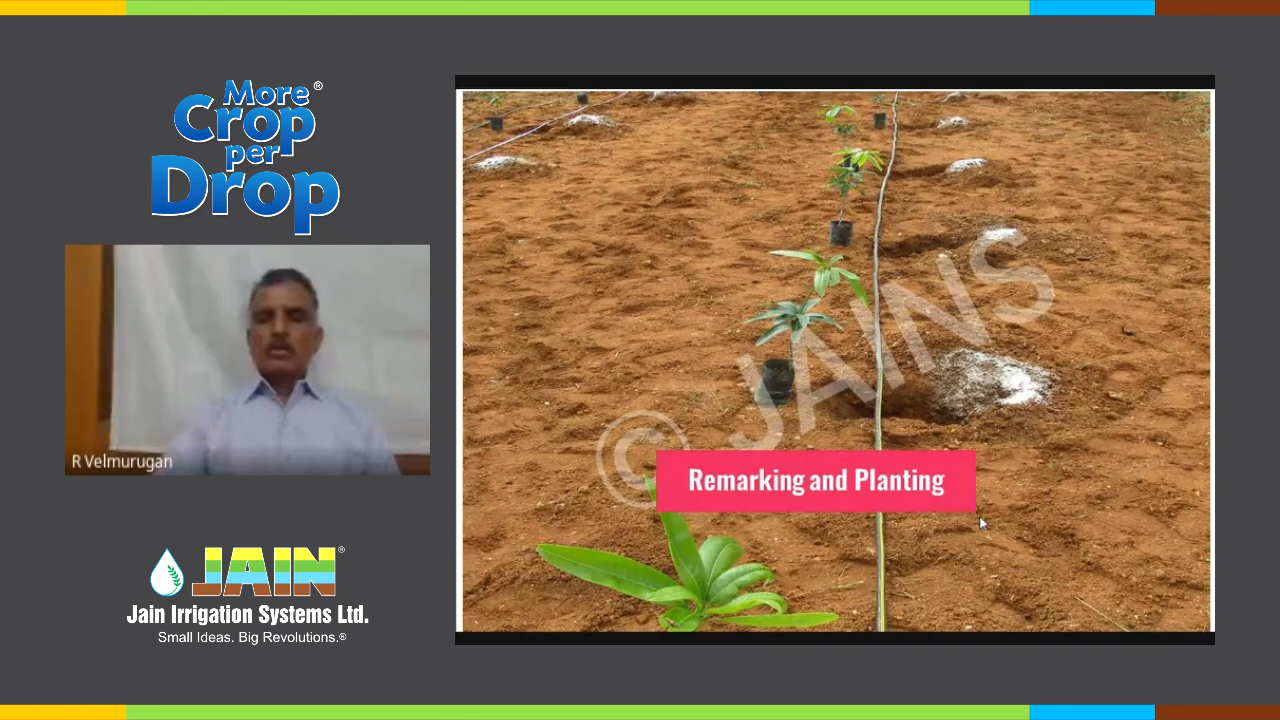 More®
Crop
per
Drop
R Velmurugan
JAIN®
Jain Irrigation Systems Ltd.
Small Ideas. Big Revolutions.®
© JAINS
Remarking and Planting